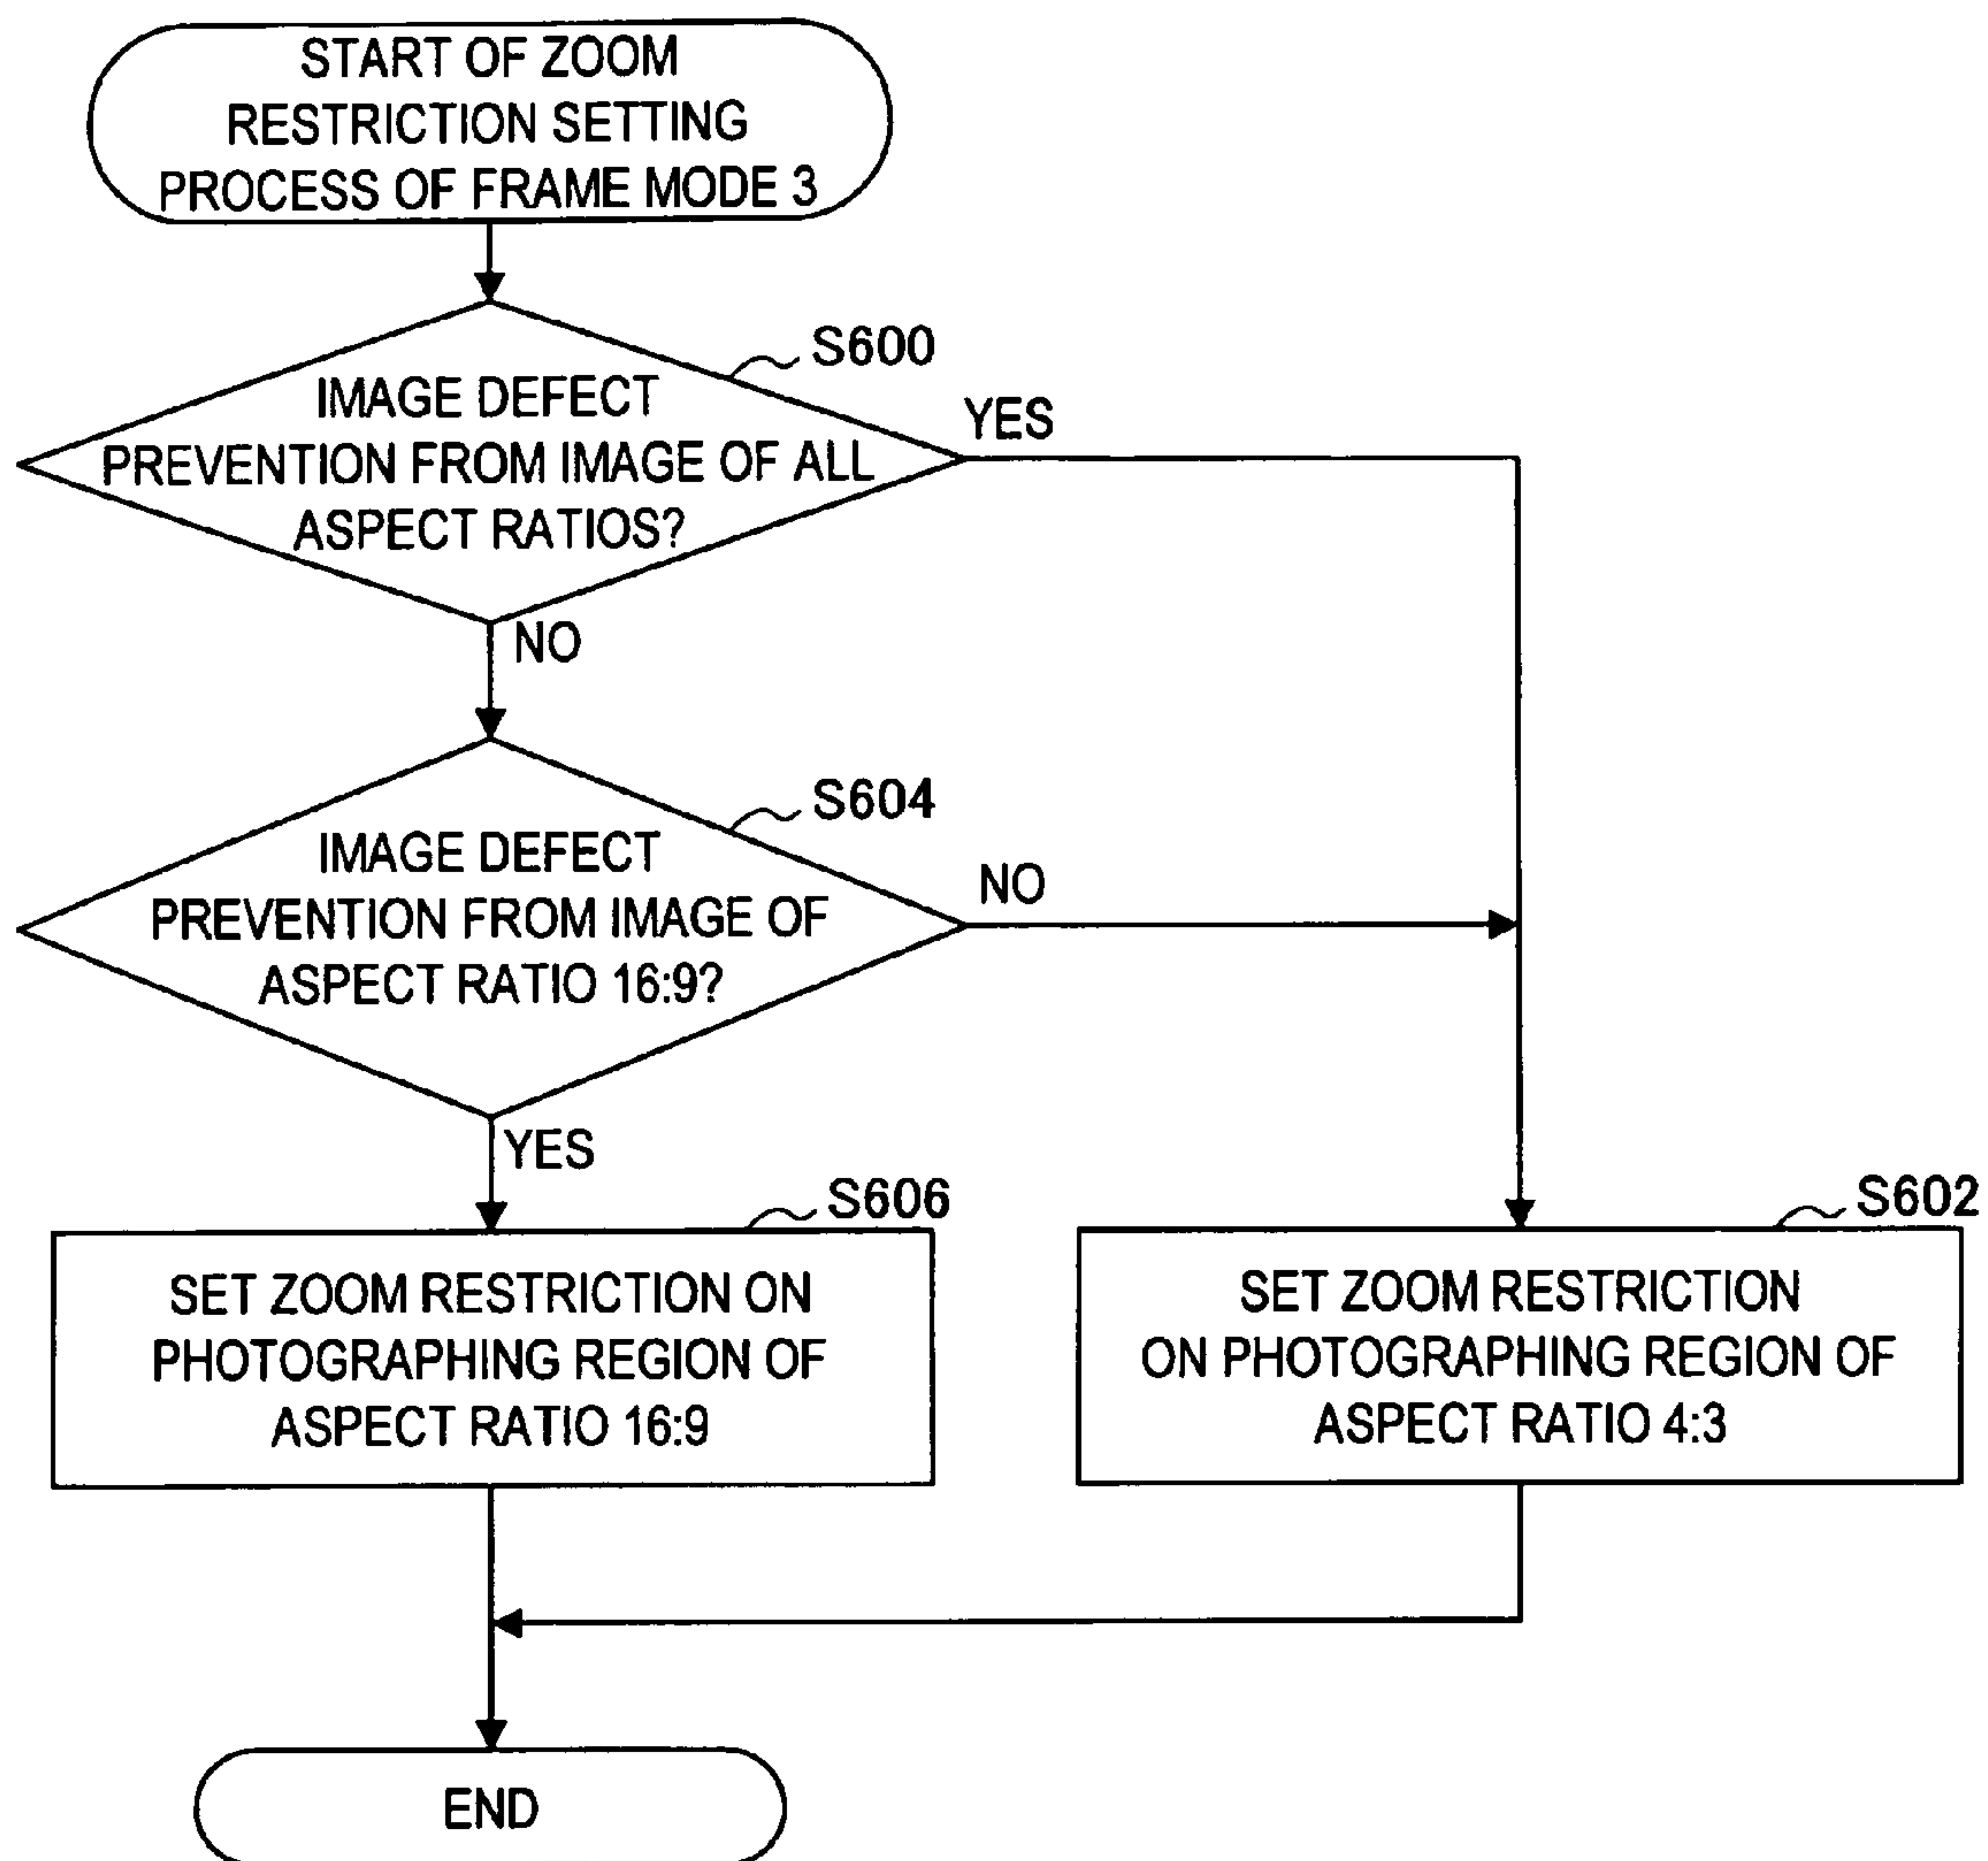 START OF ZOOM
RESTRICTION SETTING
PROCESS OF FRAME MODE 3
S600
IMAGE DEFECT
PREVENTION FROM IMAGE OF ALL
ASPECT RATIOS?
YES
NO
S604
IMAGE DEFECT
PREVENTION FROM IMAGE OF
ASPECT RATIO 16:9?
NO
YES
S606
SET ZOOM RESTRICTION ON
PHOTOGRAPHING REGION OF
ASPECT RATIO 16:9
S602
SET ZOOM RESTRICTION
ON PHOTOGRAPHING REGION OF
ASPECT RATIO 4:3
END